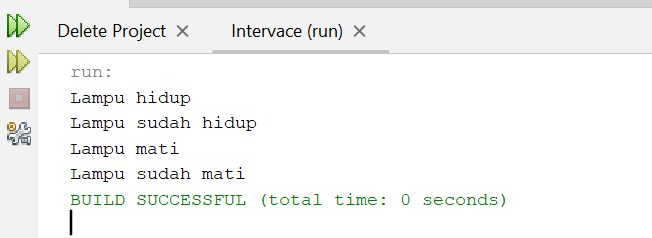 Delete Project
Intervace (run)
run:
Lampu hidup
Lampu sudah hidup
Lampu mati
Lampu sudah mati
BUILD SUCCESSFUL (total time: 0 seconds)